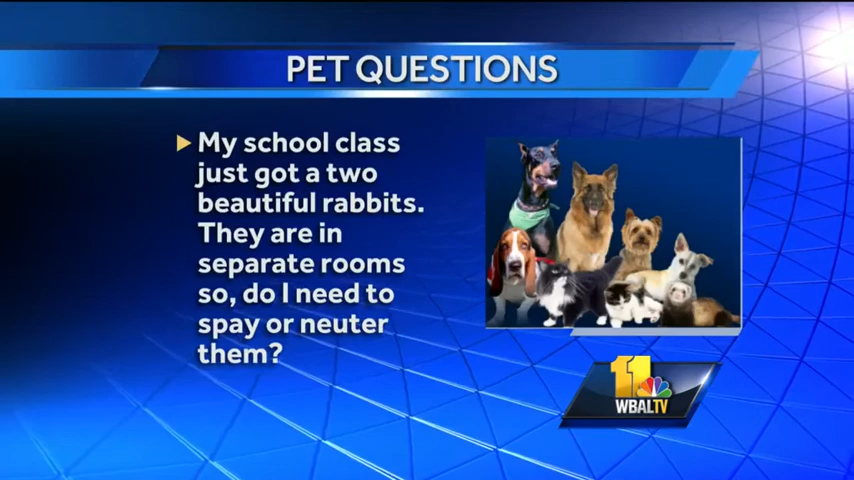 PET QUESTIONS
My school class
just got a two
beautiful rabbits.
They are in
separate rooms
so, do I need to
spay or neuter
them?
11
WBALTV